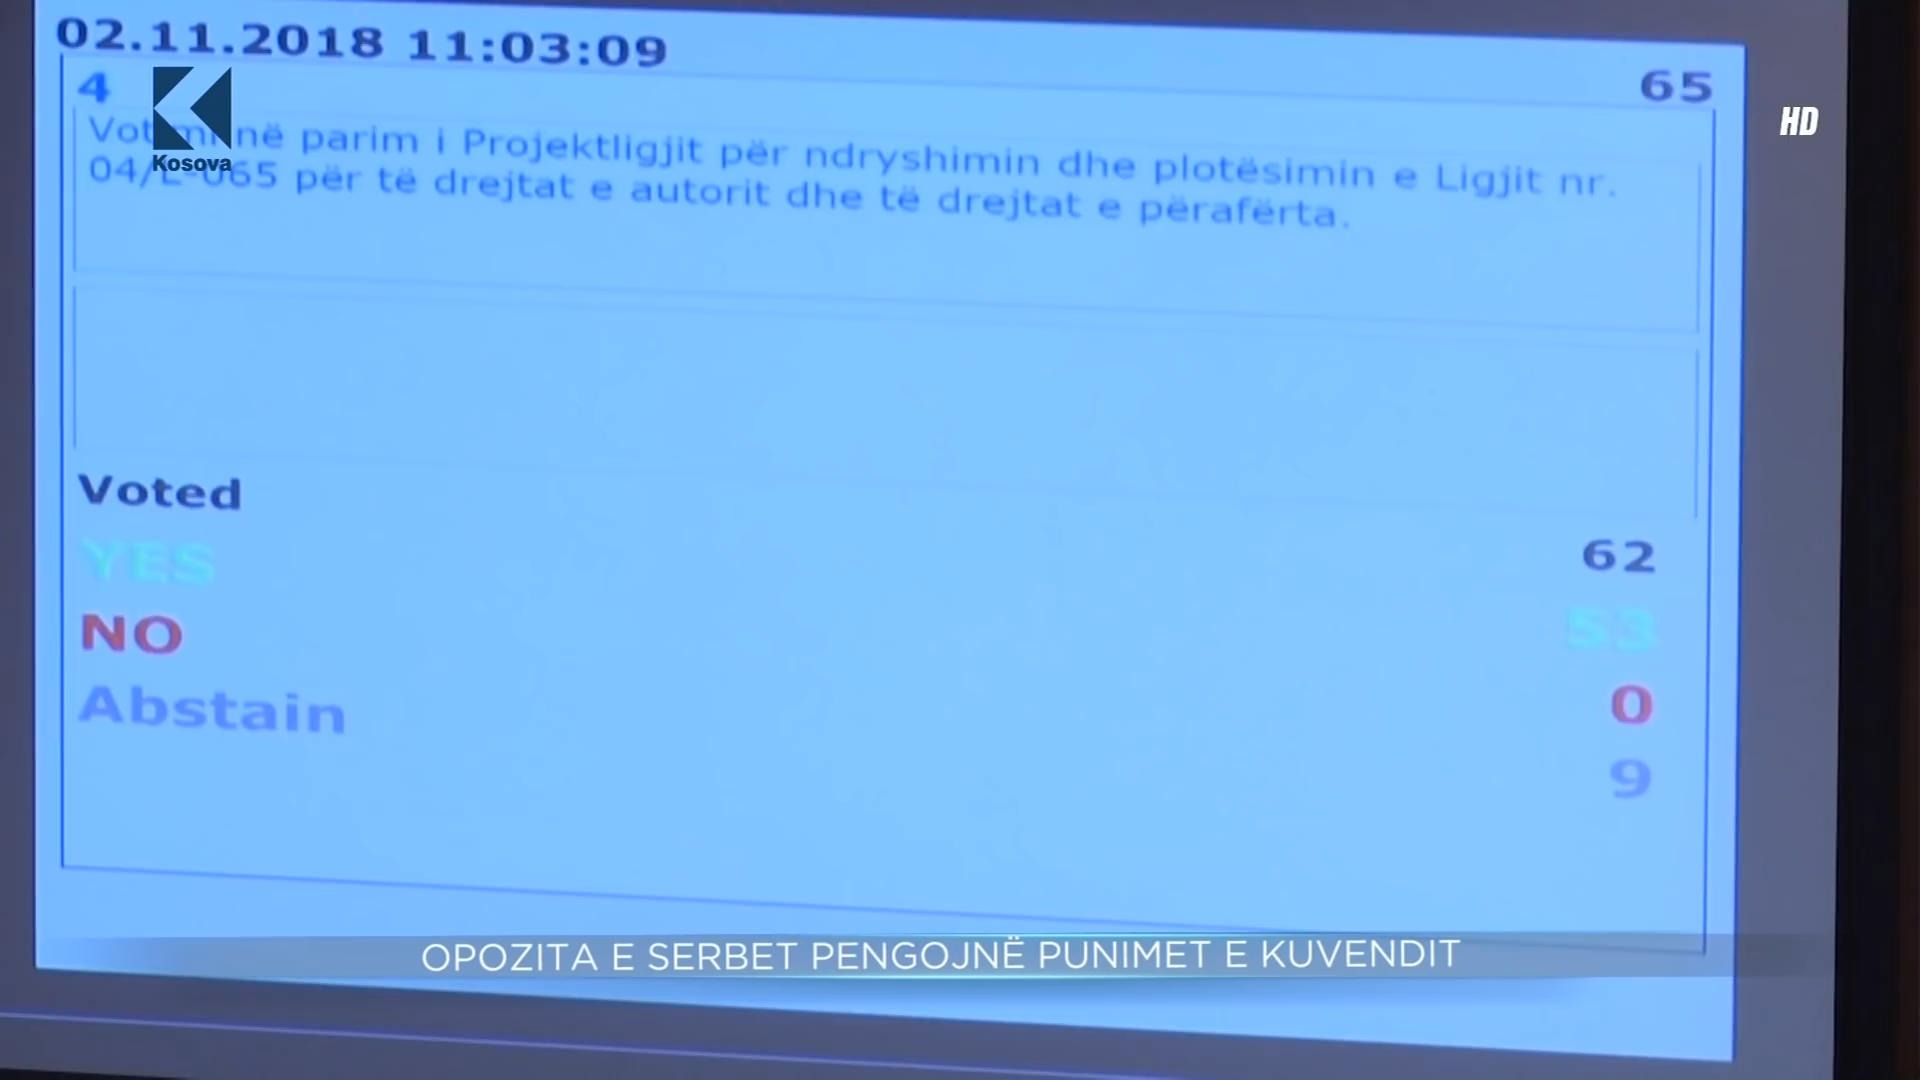 02.11.2018 11:03:09
4
65
në parim i Projektligjit për ndryshimin dhe plotësimin e Ligjit nr.
04/L-065 për të drejtat e autorit dhe të drejtat e përafërta.
Kosova
HD
Voted 62
YES 53
NO 0
Abstain 9
OPOZITA E SERBET PENGOJNË PUNIMET E KUVENDIT